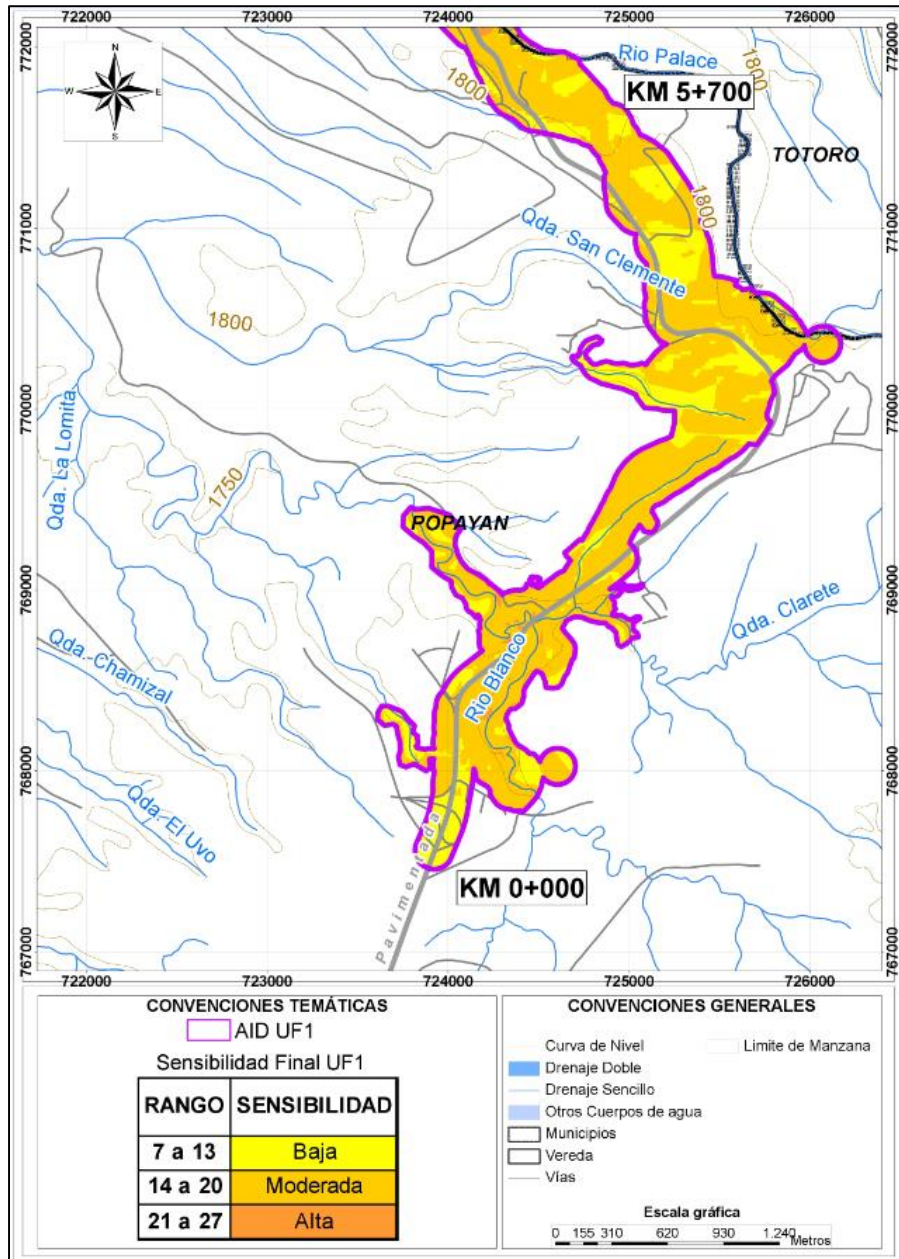 722000 723000 724000 725000 726000
772000
772000
N
W E
S
Rio Palace
1800
1800
KM 5+700
TOTORO
771000
771000
1800
Qda. San Clemente
1800
770000
770000
Qda. La Lomita
1750
POPAYAN
769000
769000
Qda. Clarete
Qda. Chamizal
Rio Blanco
768000
768000
Qda. El Uvo
Pavimentada
KM 0+000
767000
767000
722000 723000 724000 725000 726000
CONVENCIONES TEMÁTICAS
AID UF1
Sensibilidad Final UF1
RANGO SENSIBILIDAD
7 a 13 Baja
14 a 20 Moderada
21 a 27 Alta
CONVENCIONES GENERALES
Curva de Nivel Limite de Manzana
Drenaje Doble
Drenaje Sencillo
Otros Cuerpos de agua
Municipios
Vereda
Vías
Escala gráfica
0 155 310 620 930 1.240
Metros